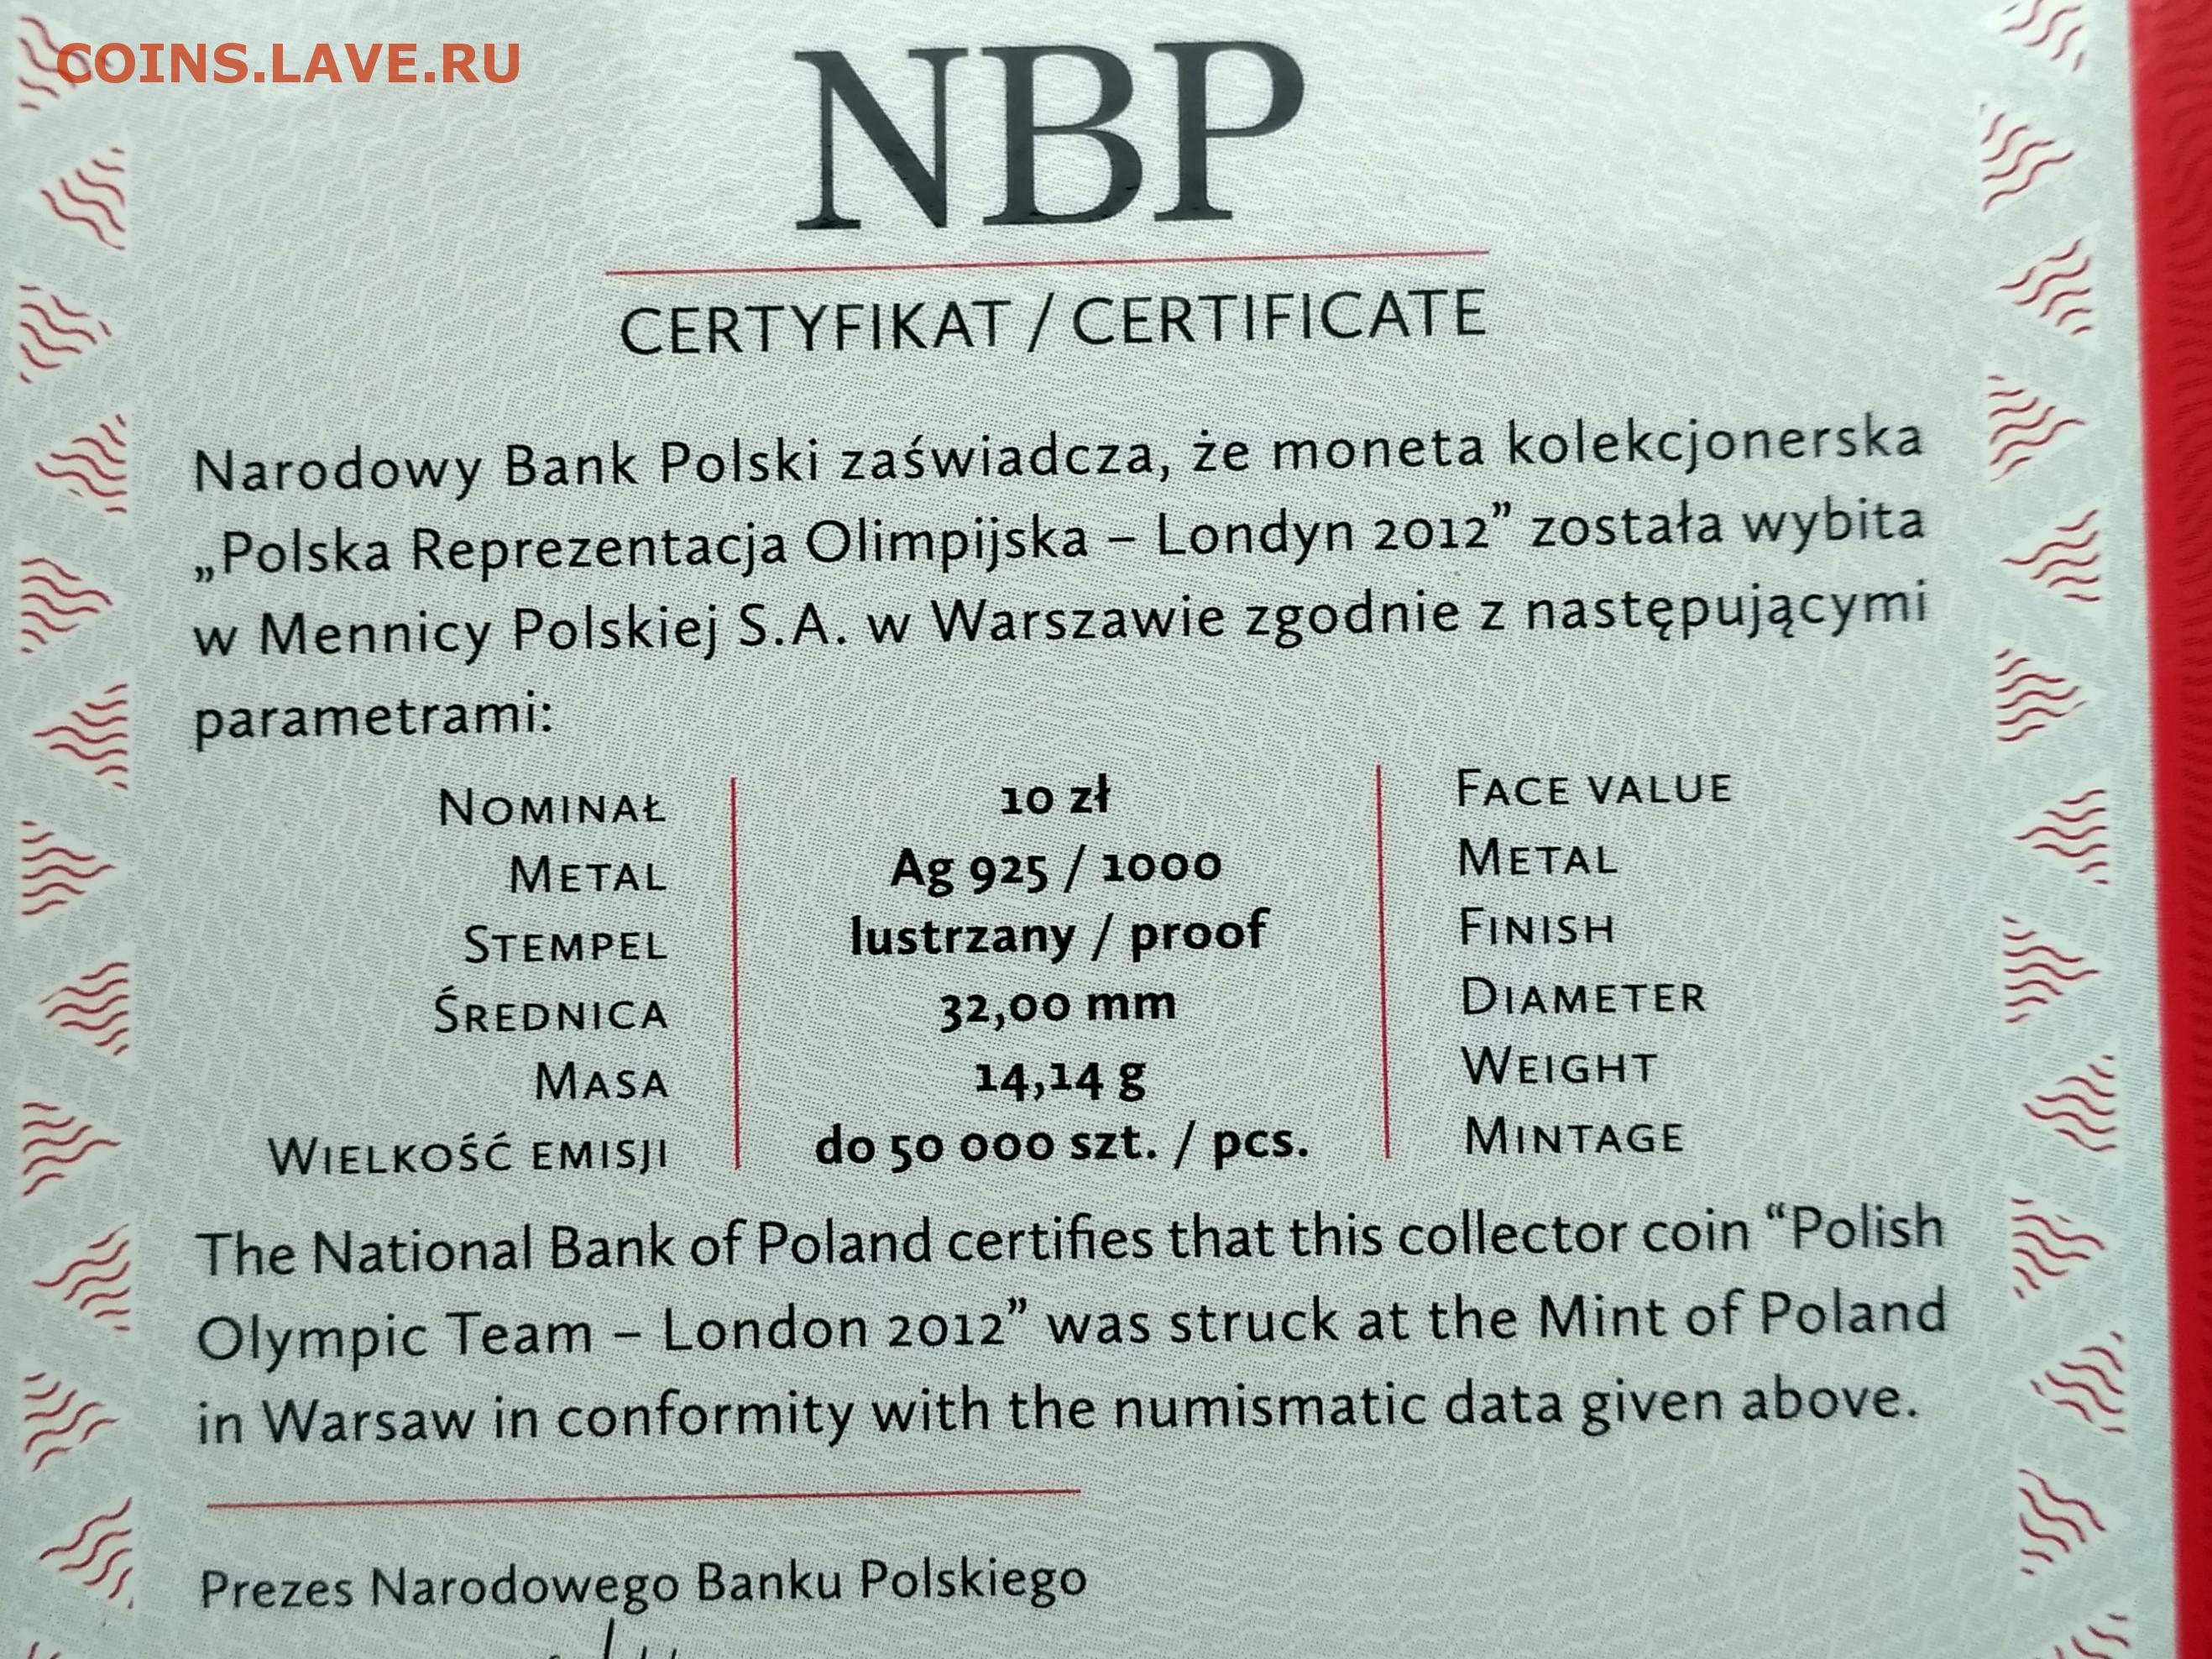 COINS.LAVE.RU
NBP
CERTYFIKAT / CERTIFICATE
Narodowy Bank Polski zaświadcza, że moneta kolekcjonerska
„Polska Reprezentacja Olimpijska – Londyn 2012” została wybita
w Mennicy Polskiej S.A. w Warszawie zgodnie z następującymi
parametrami:
NOMINAŁ 10 zł FACE VALUE
METAL Ag 925 / 1000 METAL
STEMPEL lustrzany / proof FINISH
ŚREDNICA 32,00 mm DIAMETER
MASA 14,14 g WEIGHT
WIELKOŚĆ EMISJI do 50 000 szt. / pcs. MINTAGE
The National Bank of Poland certifies that this collector coin “Polish
Olympic Team – London 2012” was struck at the Mint of Poland
in Warsaw in conformity with the numismatic data given above.
Prezes Narodowego Banku Polskiego